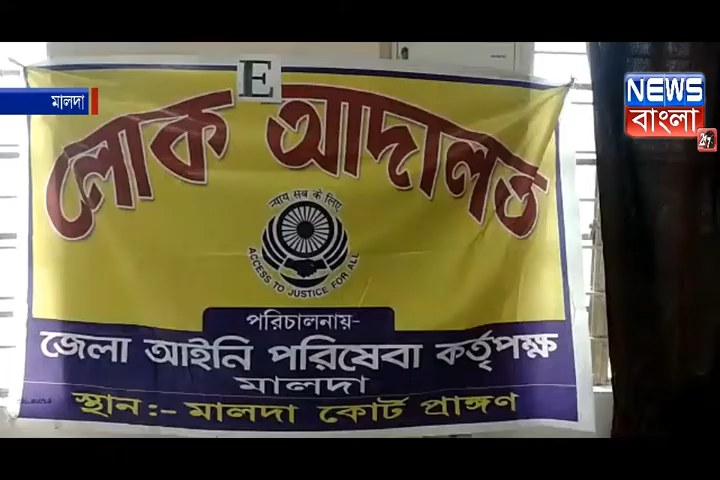 E
মালদা
NEWS
বাংলা
24*7
লোক আদালত
न्याय सब के लिए
ACCESS TO JUSTICE FOR ALL
পরিচালনায়-
জেলা আইনি পরিষেবা কর্তৃপক্ষ
মালদা
স্থান:- মালদা কোর্ট প্রাঙ্গণ